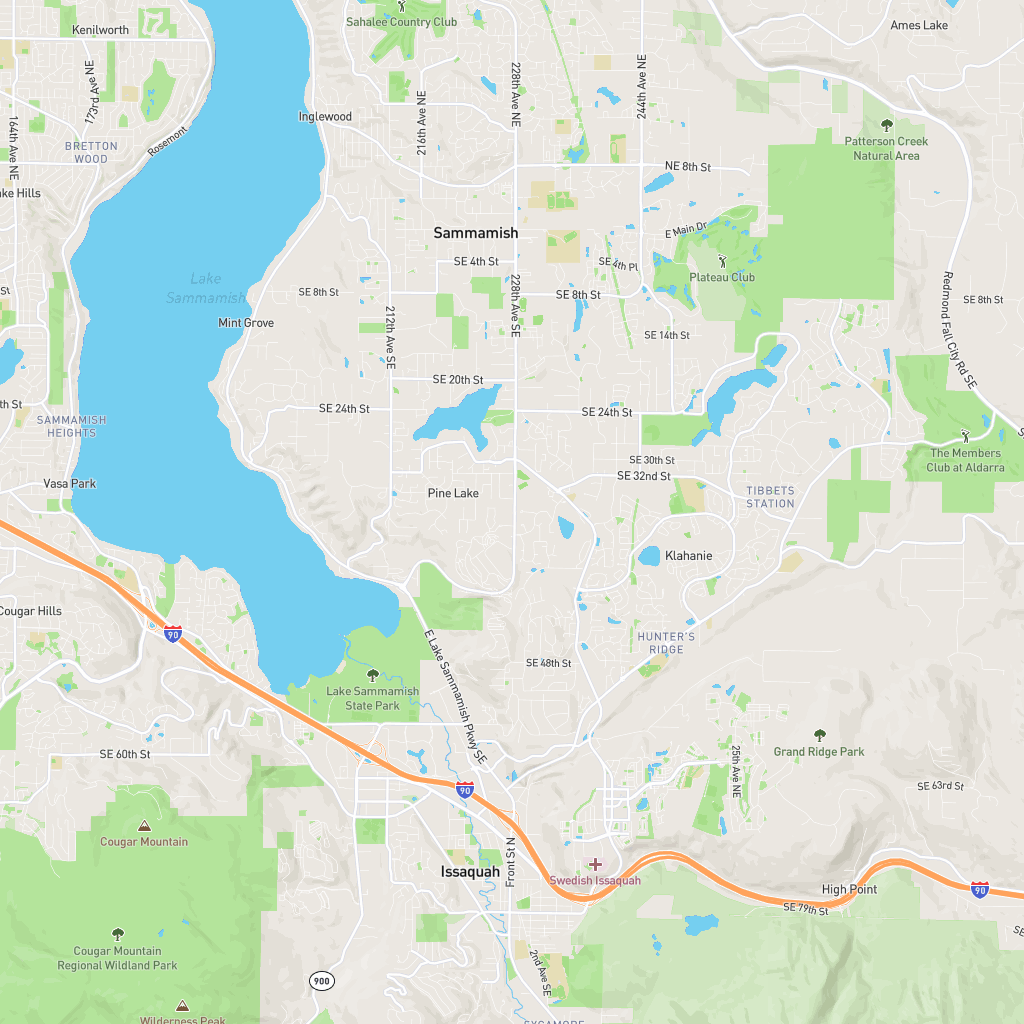 Sahalee Country Club
Kenilworth
Ames Lake
173rd Ave NE
228th Ave NE
244th Ave NE
216th Ave NE
164th Ave NE
Inglewood
Rosemont
BRETTON
WOOD
Patterson Creek
Natural Area
NE 8th St
ke Hills
Sammamish
E Main Dr
SE 4th St
SE 4th Pl
Plateau Club
Lake
Sammamish
St
SE 8th St
228th Ave SE
SE 8th St
SE 8th St
Redmond Fall City Rd SE
Mint Grove
212th Ave SE
SE 14th St
SE 20th St
th St
SE 24th St
SE 24th St
SAMMAMISH
HEIGHTS
S
The Members
Club at Aldarra
SE 30th St
SE 32nd St
Vasa Park
Pine Lake
TIBBETS
STATION
Klahanie
Cougar Hills
90
HUNTER'S
RIDGE
E Lake Sammamish Pkwy SE
SE 48th St
Lake Sammamish
State Park
SE 60th St
Grand Ridge Park
25th Ave NE
SE 63rd St
90
Cougar Mountain
Front St N
Issaquah
Swedish Issaquah
High Point
90
SE 79th St
SE
Cougar Mountain
Regional Wildland Park
2nd Ave SE
900
Wilderness Peak
SYCAMORE